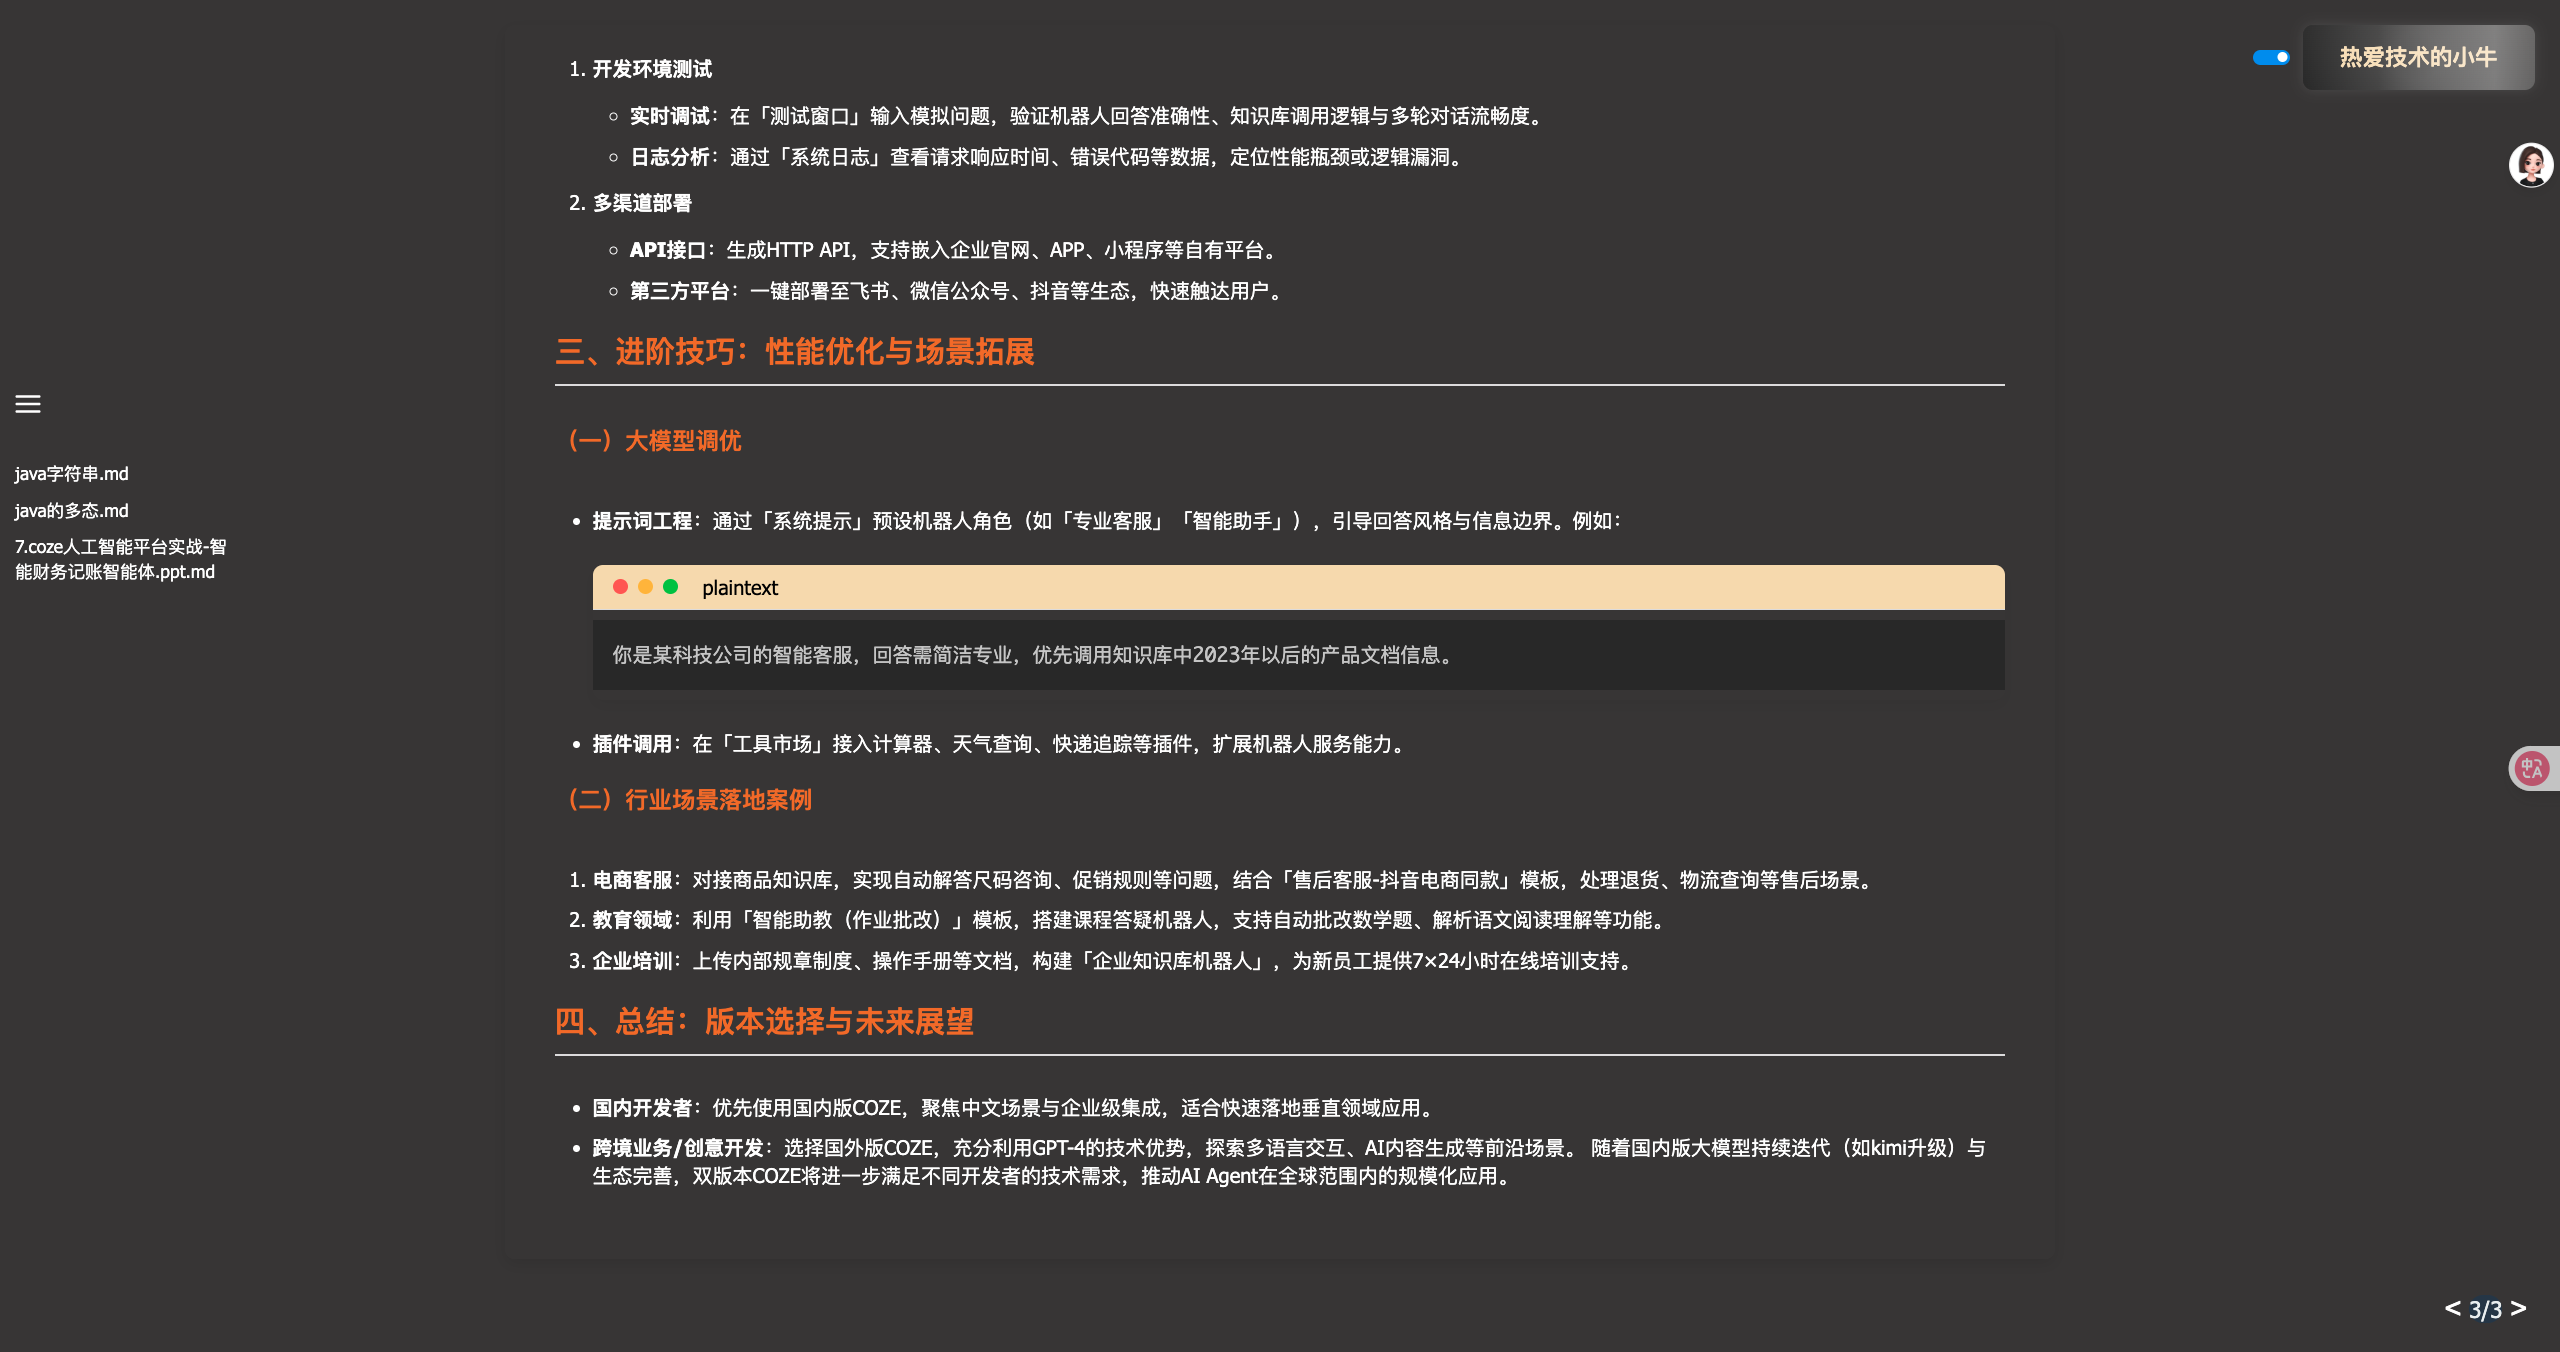 热爱技术的小牛
java字符串.md
java的多态.md
7.coze人工智能平台实战-智
能财务记账智能体.ppt.md
1. 开发环境测试
实时调试：在「测试窗口」输入模拟问题，验证机器人回答准确性、知识库调用逻辑与多轮对话流畅度。
日志分析：通过「系统日志」查看请求响应时间、错误代码等数据，定位性能瓶颈或逻辑漏洞。
2. 多渠道部署
API接口：生成HTTP API，支持嵌入企业官网、APP、小程序等自有平台。
第三方平台：一键部署至飞书、微信公众号、抖音等生态，快速触达用户。
三、进阶技巧：性能优化与场景拓展
（一）大模型调优
提示词工程：通过「系统提示」预设机器人角色（如「专业客服」「智能助手」），引导回答风格与信息边界。例如：
plaintext
你是某科技公司的智能客服，回答需简洁专业，优先调用知识库中2023年以后的产品文档信息。
插件调用：在「工具市场」接入计算器、天气查询、快递追踪等插件，扩展机器人服务能力。
（二）行业场景落地案例
1. 电商客服：对接商品知识库，实现自动解答尺码咨询、促销规则等问题，结合「售后客服-抖音电商同款」模板，处理退货、物流查询等售后场景。
2. 教育领域：利用「智能助教（作业批改）」模板，搭建课程答疑机器人，支持自动批改数学题、解析语文阅读理解等功能。
3. 企业培训：上传内部规章制度、操作手册等文档，构建「企业知识库机器人」，为新员工提供7×24小时在线培训支持。
四、总结：版本选择与未来展望
国内开发者：优先使用国内版COZE，聚焦中文场景与企业级集成，适合快速落地垂直领域应用。
跨境业务/创意开发：选择国外版COZE，充分利用GPT-4的技术优势，探索多语言交互、AI内容生成等前沿场景。 随着国内版大模型持续迭代（如kimi升级）与
生态完善，双版本COZE将进一步满足不同开发者的技术需求，推动AI Agent在全球范围内的规模化应用。
中A
< 3/3 >